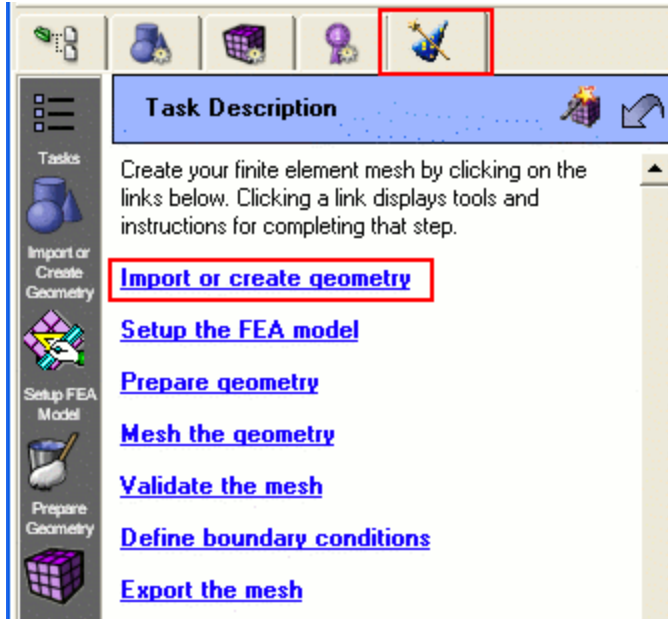 Task Description
Tasks
Import or
Create
Geometry
Setup FEA
Model
Prepare
Geometry
Create your finite element mesh by clicking on the
links below. Clicking a link displays tools and
instructions for completing that step.
Import or create geometry
Setup the FEA model
Prepare geometry
Mesh the geometry
Validate the mesh
Define boundary conditions
Export the mesh